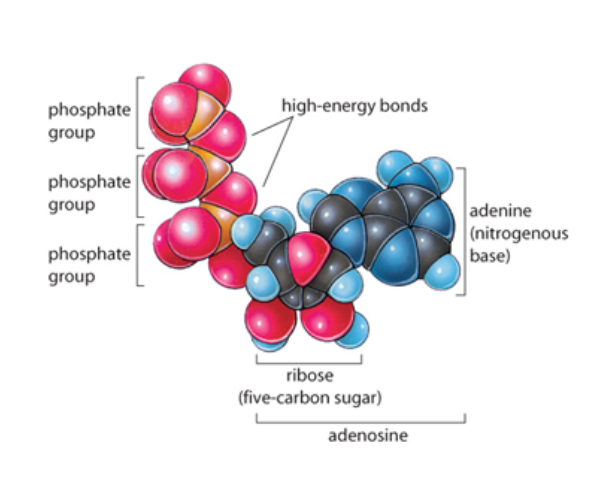 phosphate
group
high-energy bonds
phosphate
group
adenine
(nitrogenous
base)
phosphate
group
ribose
(five-carbon sugar)
adenosine